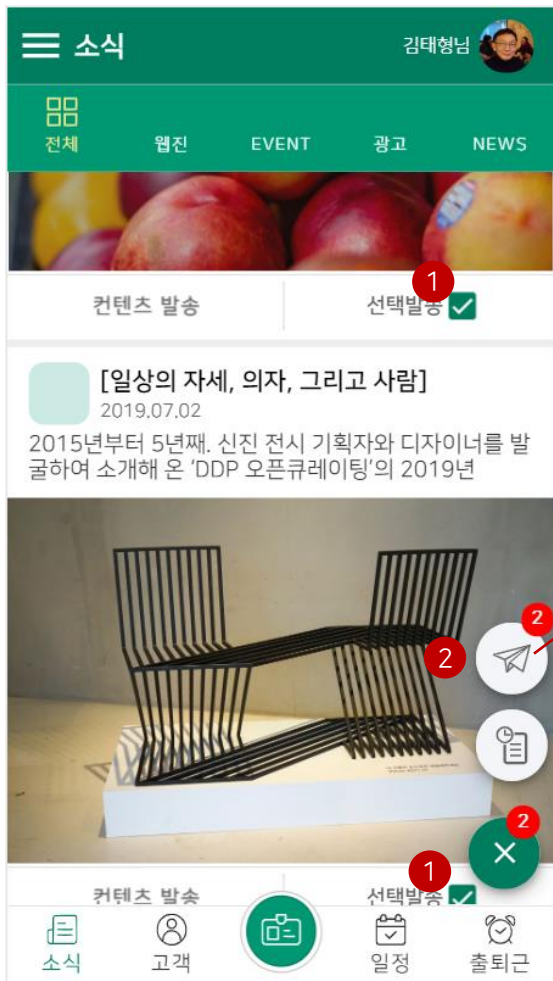 소식
김태형님
전체
웹진
EVENT
광고
NEWS
컨텐츠 발송
선택발송
1
[일상의 자세, 의자, 그리고 사람]
2019.07.02
2015년부터 5년째. 신진 전시 기획자와 디자이너를 발
굴하여 소개해 온 ‘DDP 오픈큐레이팅’의 2019년
2
2
2
컨텐츠 발송
선택발송
1
소식
고객
일정
출퇴근